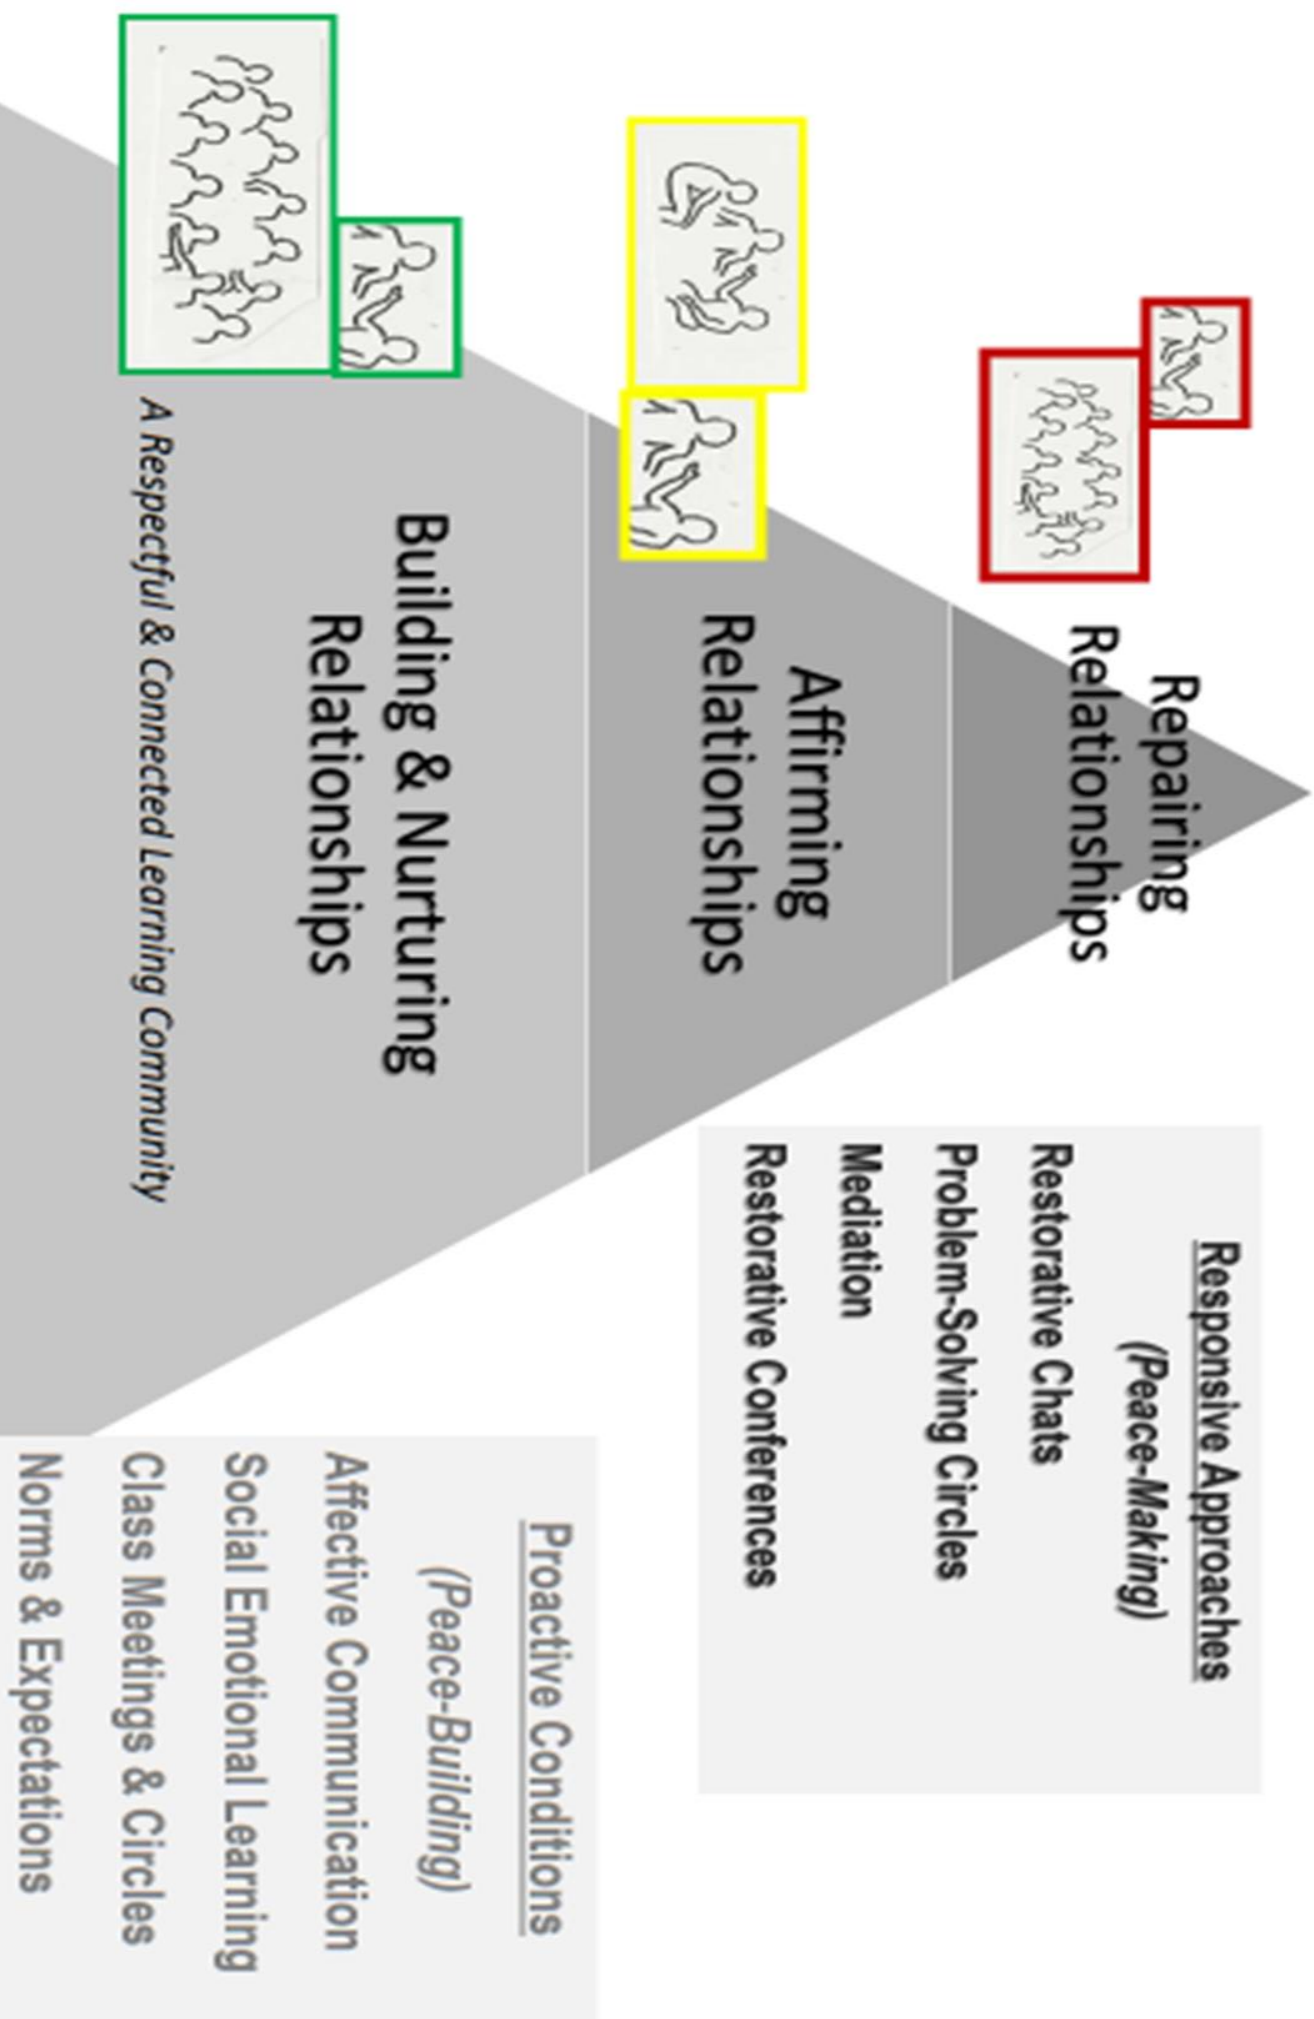 Repairing
Relationships
Affirming
Relationships
Building & Nurturing
Relationships
A Respectful & Connected Learning Community
Responsive Approaches
(Peace-Making)
Restorative Chats
Problem-Solving Circles
Mediation
Restorative Conferences
Proactive Conditions
(Peace-Building)
Affective Communication
Social Emotional Learning
Class Meetings & Circles
Norms & Expectations